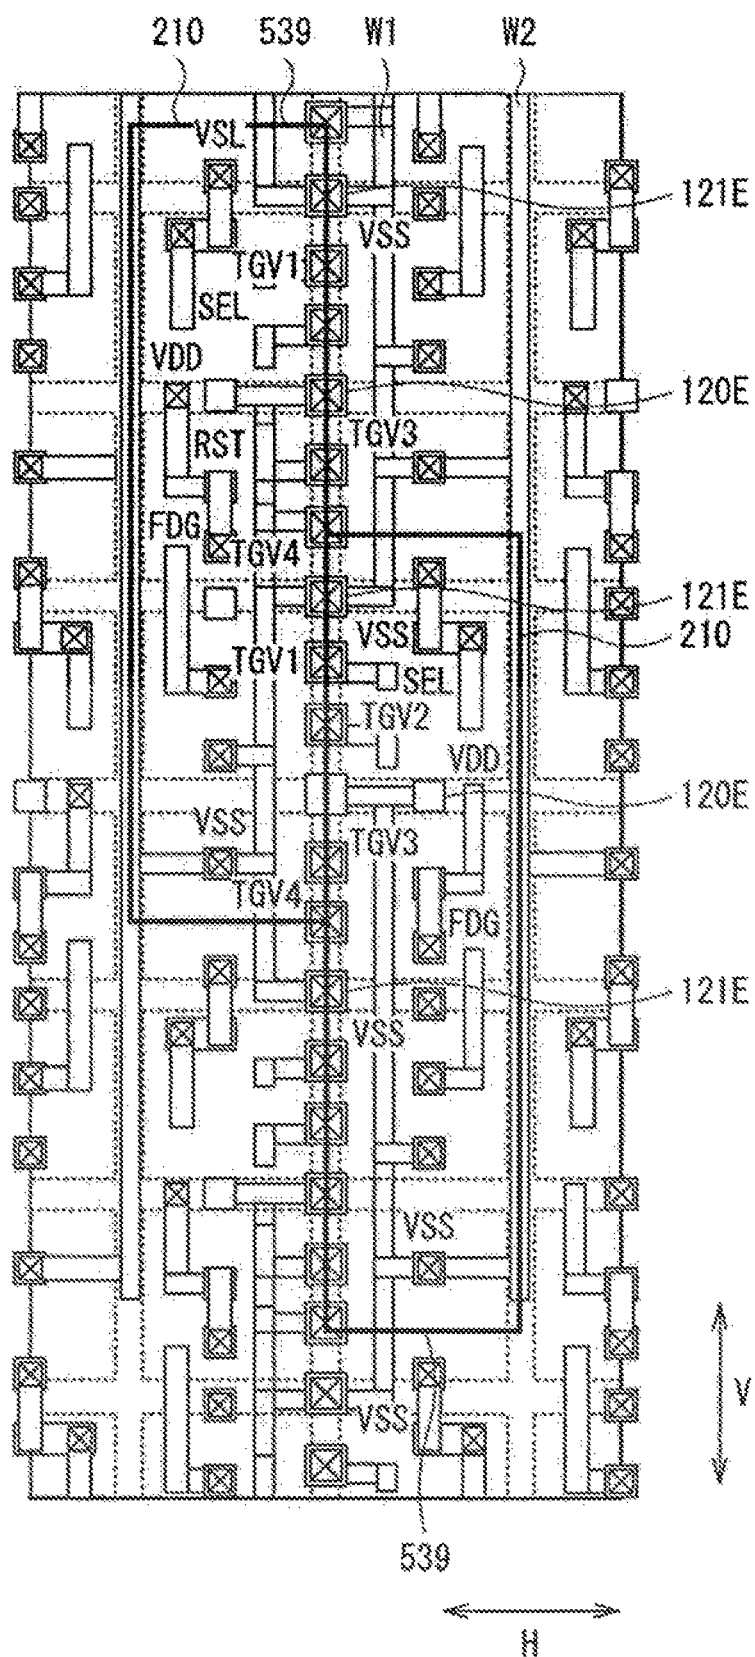 210 539 W1 W2
VSL
121E
VSS
TGV1
SEL
VDD
120E
TGV3
RST
FDG
TGV4
121E
VSS
210
TGV1
SEL
TGV2
VDD
120E
VSS
TGV3
TGV4
FDG
121E
VSS
VSS
VSS
V
539
H